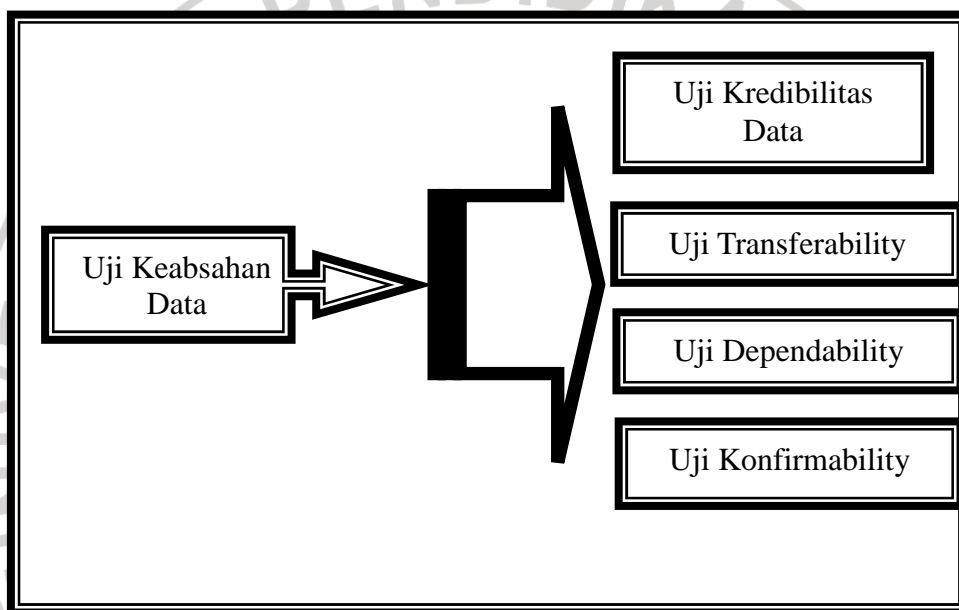 Uji Keabsahan
Data
Uji Kredibilitas
Data
Uji Transferability
Uji Dependability
Uji Konfirmability